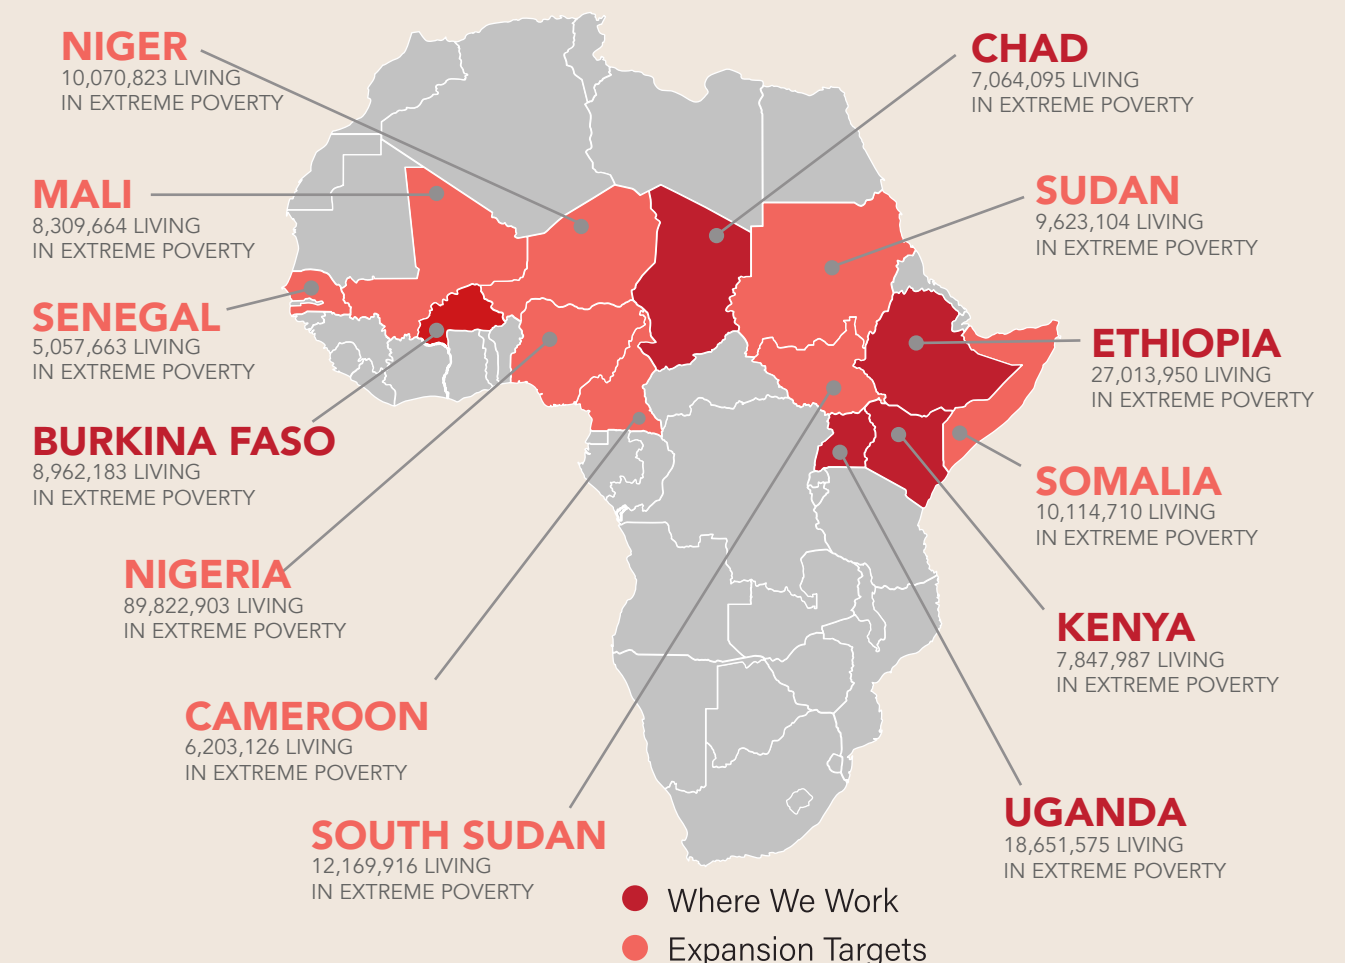 NIGER
10,070,823 LIVING
IN EXTREME POVERTY
MALI
8,309,664 LIVING
IN EXTREME POVERTY
SENEGAL
5,057,663 LIVING
IN EXTREME POVERTY
BURKINA FASO
8,962,183 LIVING
IN EXTREME POVERTY
NIGERIA
89,822,903 LIVING
IN EXTREME POVERTY
CAMEROON
6,203,126 LIVING
IN EXTREME POVERTY
SOUTH SUDAN
12,169,916 LIVING
IN EXTREME POVERTY
CHAD
7,064,095 LIVING
IN EXTREME POVERTY
SUDAN
9,623,104 LIVING
IN EXTREME POVERTY
ETHIOPIA
27,013,950 LIVING
IN EXTREME POVERTY
SOMALIA
10,114,710 LIVING
IN EXTREME POVERTY
KENYA
7,847,987 LIVING
IN EXTREME POVERTY
UGANDA
18,651,575 LIVING
IN EXTREME POVERTY
Where We Work
Expansion Targets